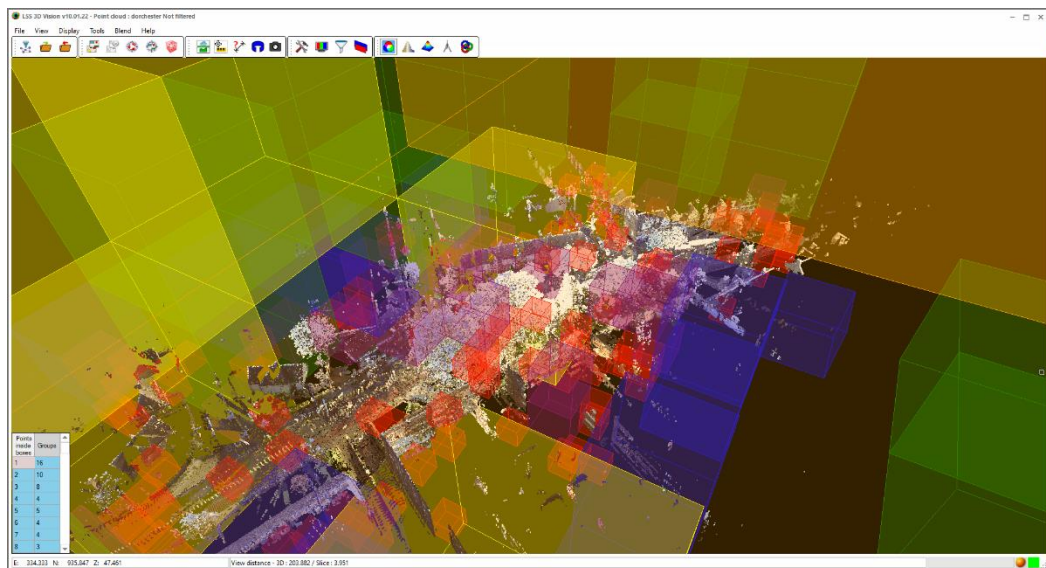 LSS 3D Vision v10.01.22 - Point cloud : dorchester Not filtered
File View Display Tools Blend Help
Points inside boxes Groups
1 16
2 10
3 8
4 4
5 5
6 4
7 4
8 3
E: 334.333 N: 935.847 Z: 47.461 View distance - 3D : 203.882 / Slice : 3.951